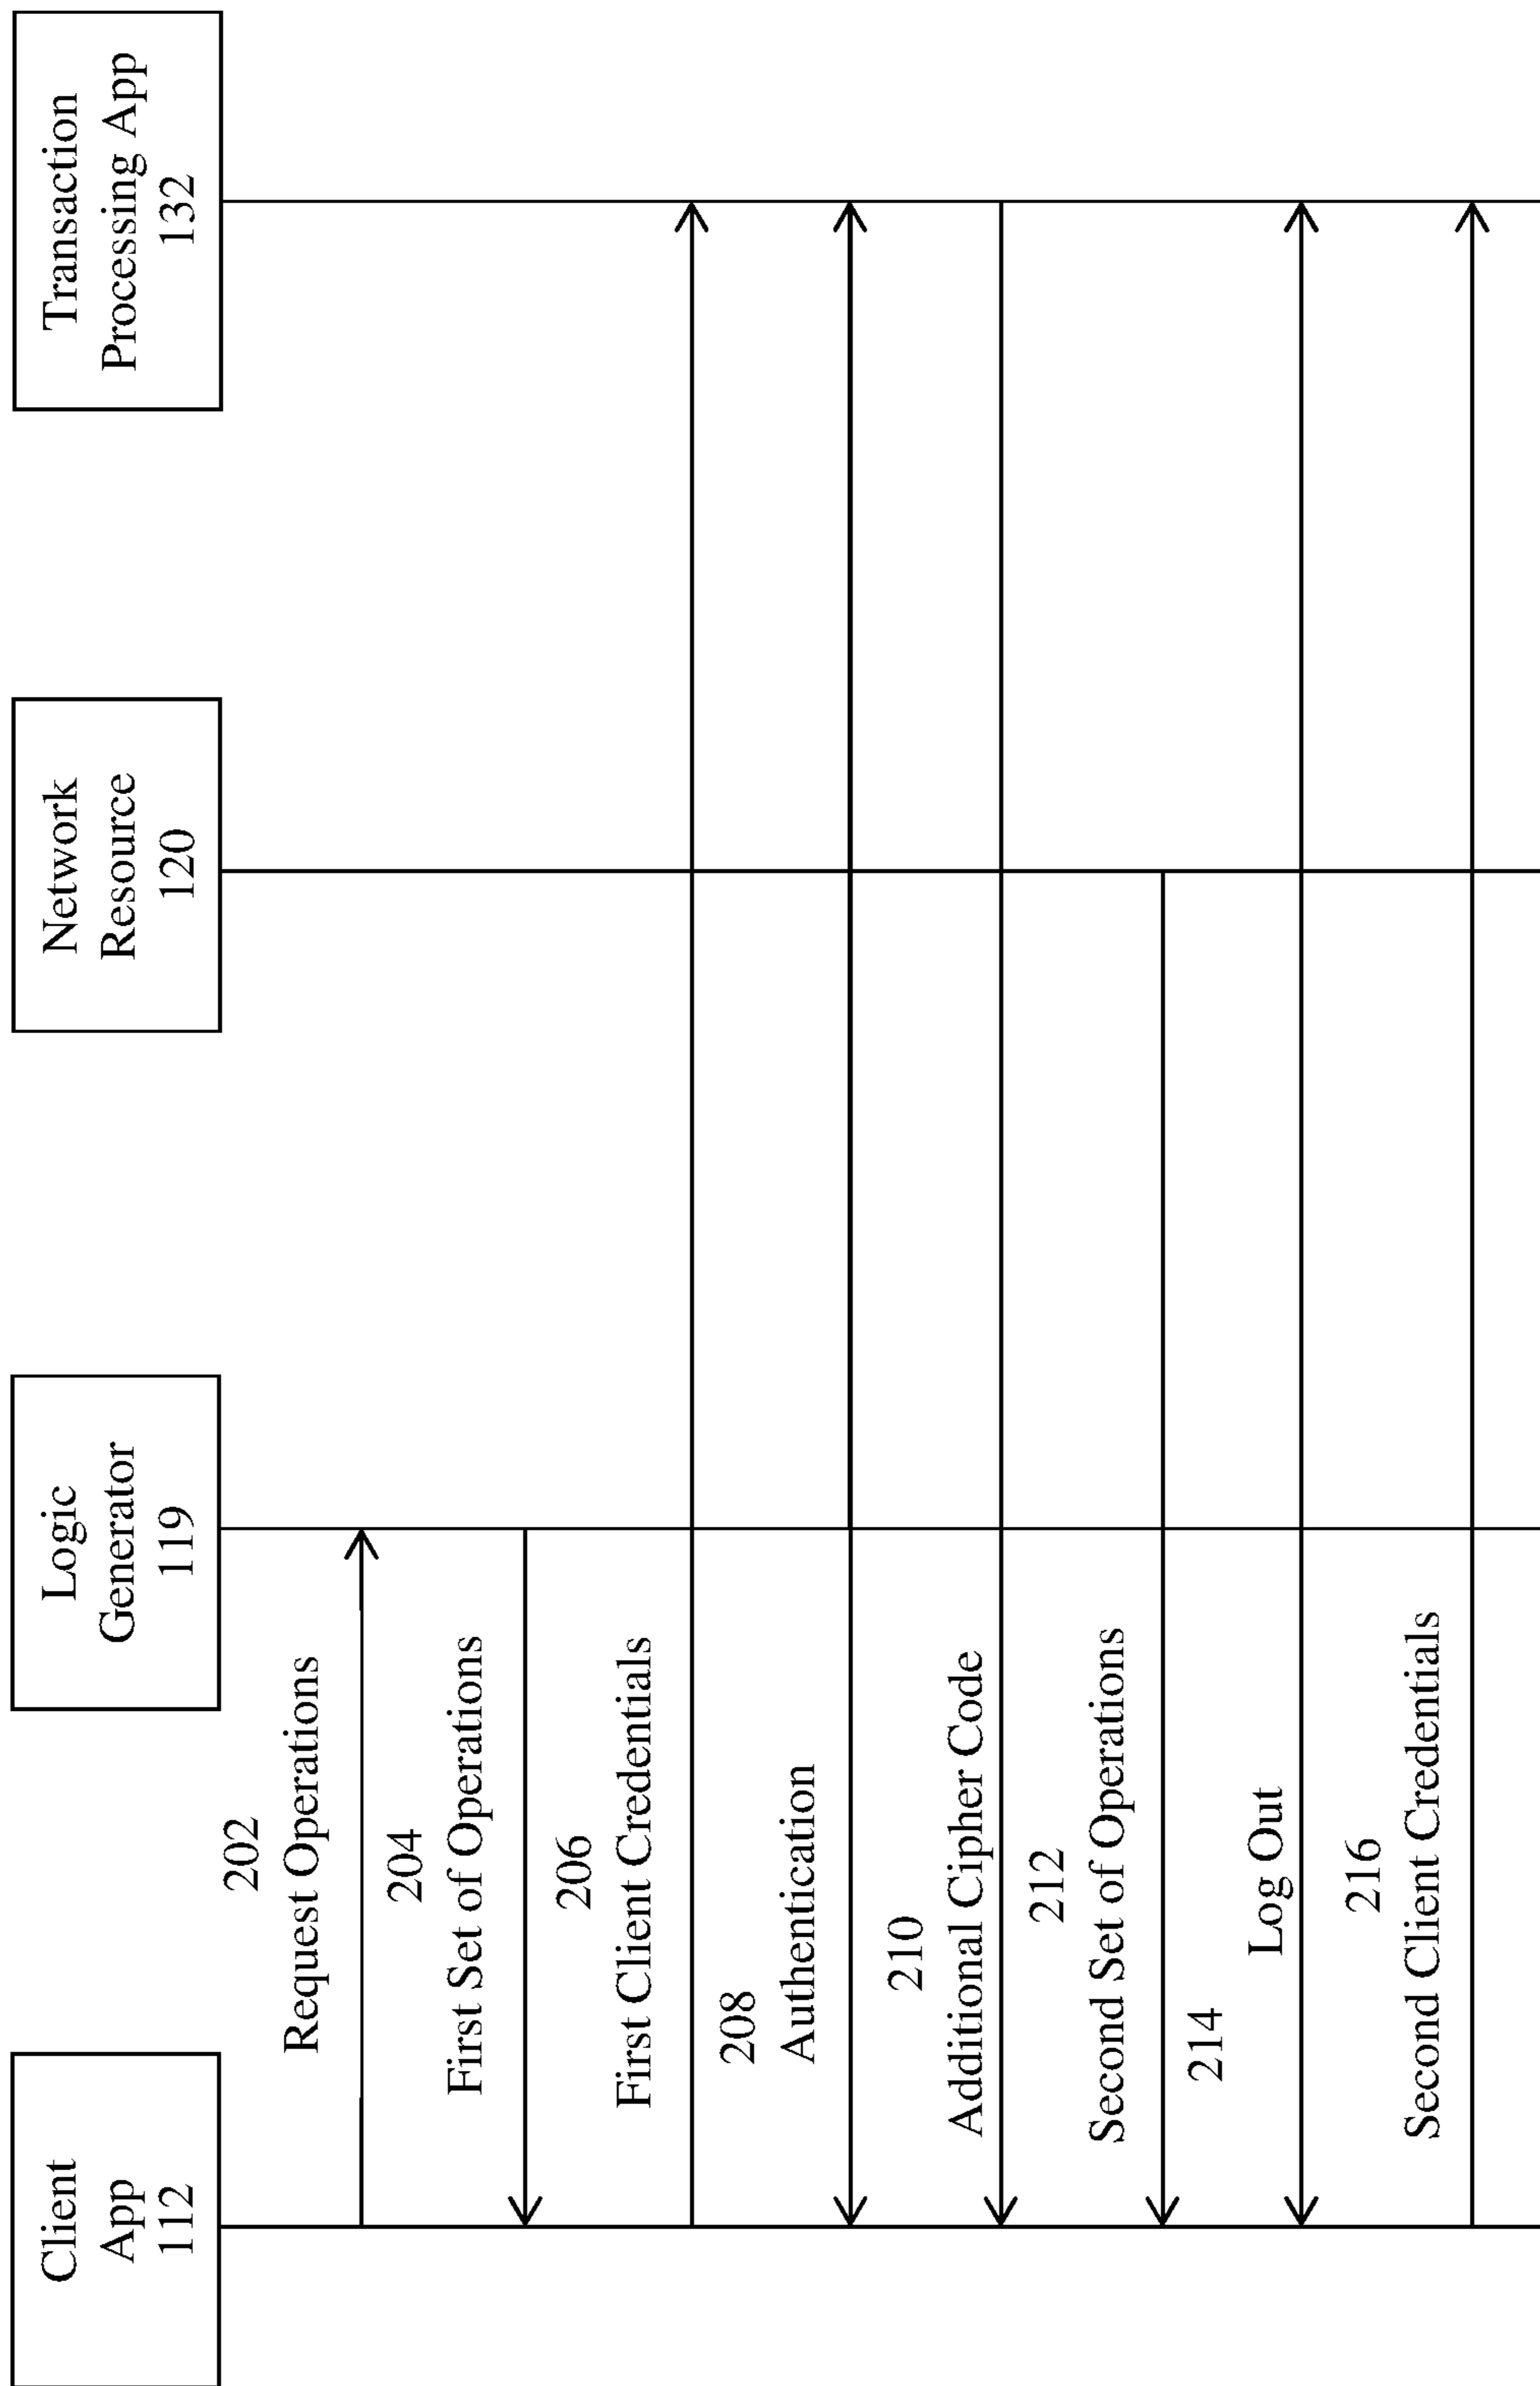 Client
App
112
Logic
Generator
119
Network
Resource
120
Transaction
Processing App
132
202
Request Operations
204
First Set of Operations
206
First Client Credentials
208
Authentication
210
Additional Cipher Code
212
Second Set of Operations
214
Log Out
216
Second Client Credentials